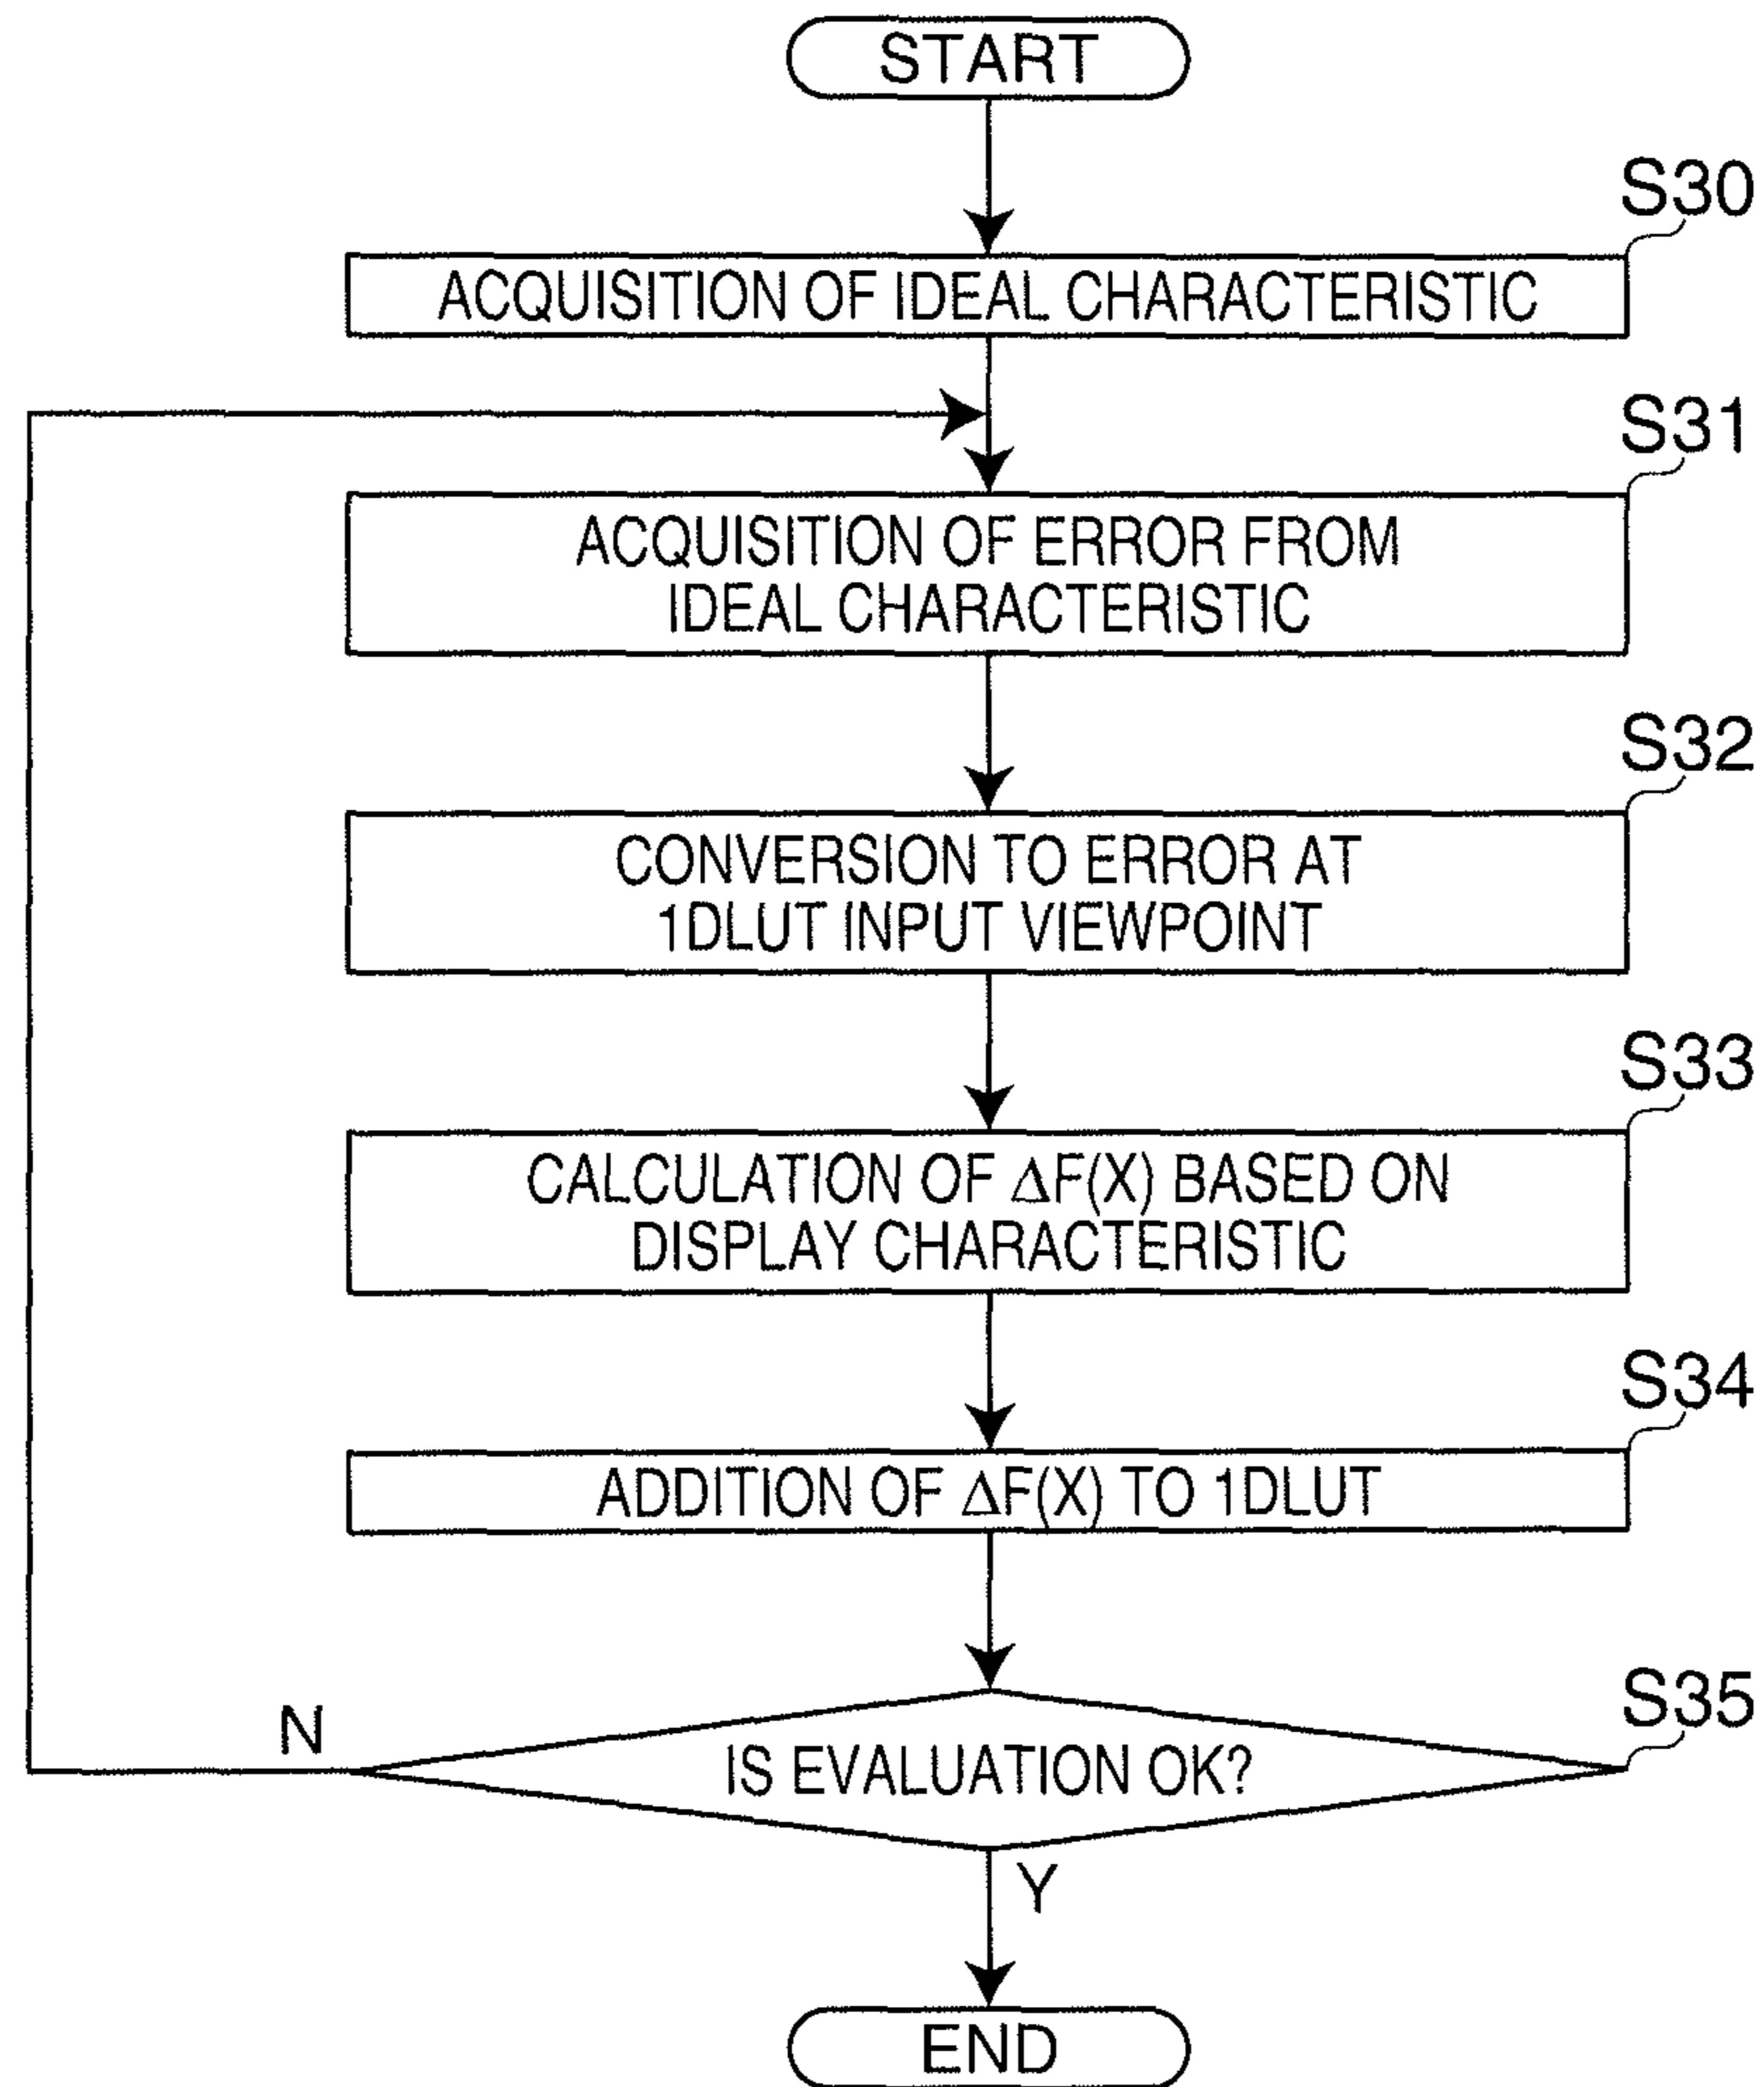 START
S30
ACQUISITION OF IDEAL CHARACTERISTIC
S31
ACQUISITION OF ERROR FROM
IDEAL CHARACTERISTIC
S32
CONVERSION TO ERROR AT
1DLUT INPUT VIEWPOINT
S33
CALCULATION OF ΔF(X) BASED ON
DISPLAY CHARACTERISTIC
S34
ADDITION OF ΔF(X) TO 1DLUT
S35
N
IS EVALUATION OK?
Y
END